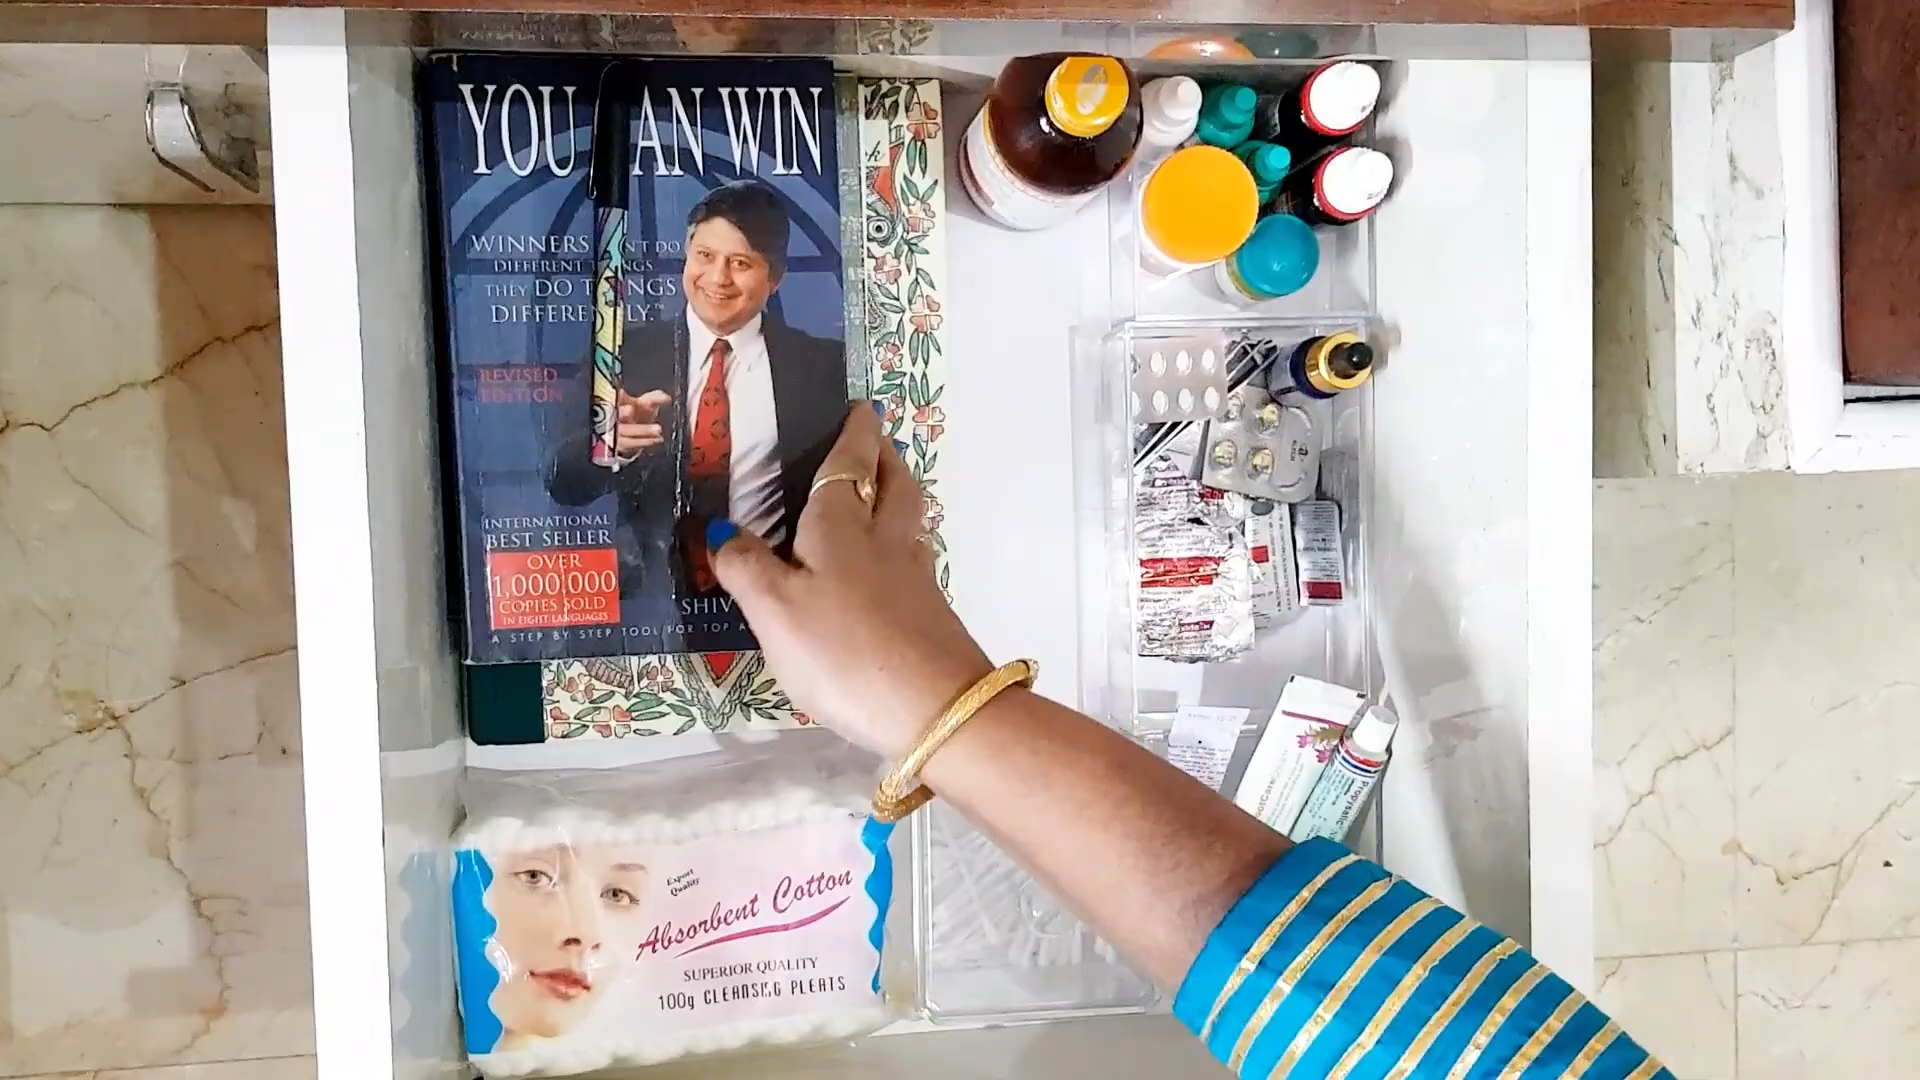 YOU AN WIN
WINNERS N'T DO
DIFFERENT NGS
THEY DO T NGS
DIFFERE LY.™
REVISED
EDITION
INTERNATIONAL
BEST SELLER
OVER
1,000,000
COPIES SOLD
IN EIGHT LANGUAGES
SHIV
A STEP BY STEP TOOL FOR TOP A
Export
Quality
Absorbent Cotton
SUPERIOR QUALITY
100g CLEANSING PLEATS
Propysalic